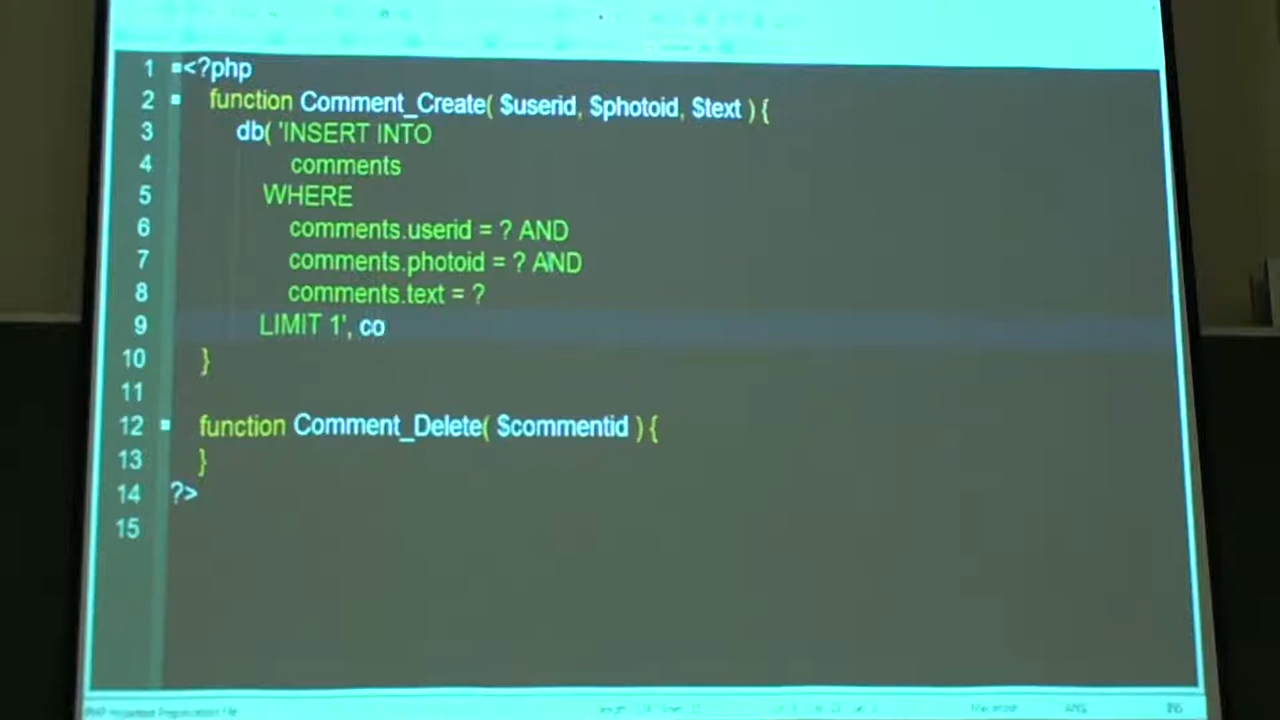 1 <?php
2 function Comment_Create( $userid, $photoid, $text ) {
3 db( 'INSERT INTO
4 comments
5 WHERE
6 comments.userid = ? AND
7 comments.photoid = ? AND
8 comments.text = ?
9 LIMIT 1', co
10 }
11
12 function Comment_Delete( $commentid ) {
13 }
14 ?>
15